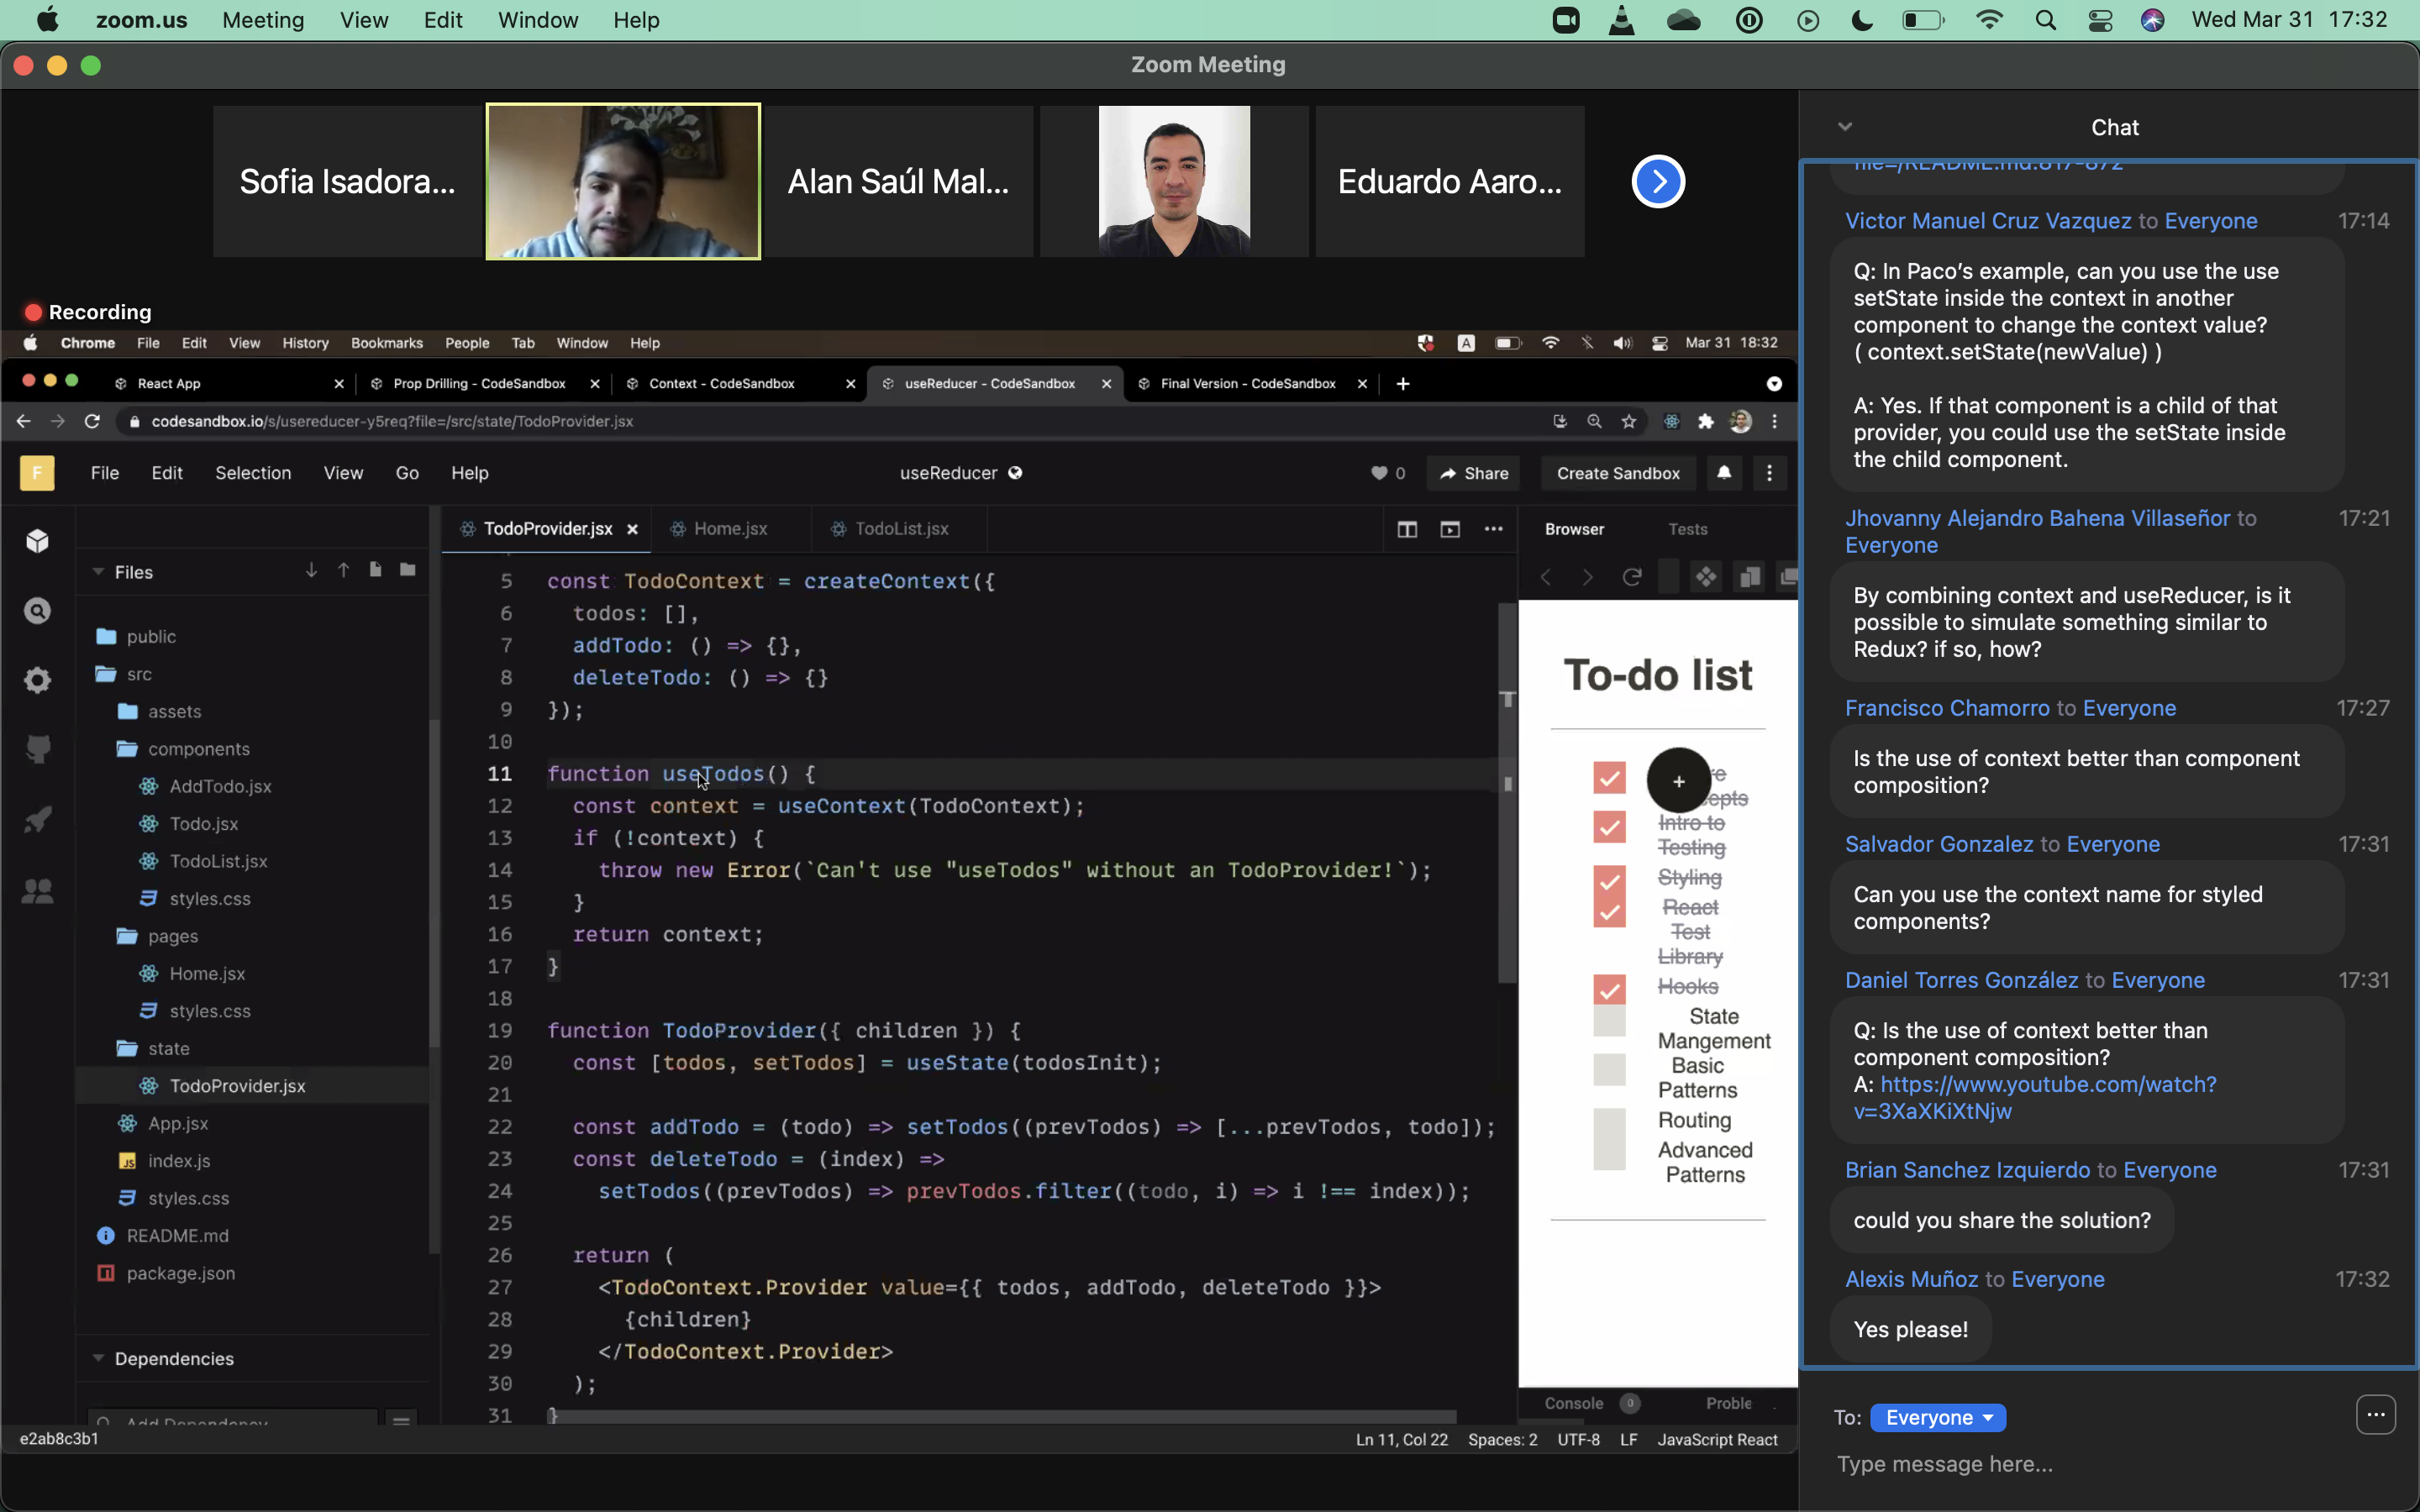 zoom.us Meeting View Edit Window Help Wed Mar 31 17:32
Zoom Meeting
Sofia Isadora...
Alan Saúl Mal...
Eduardo Aaro...
Recording
Chrome File Edit View History Bookmarks People Tab Window Help A Mar 31 18:32
React App
Prop Drilling - CodeSandbox
Context - CodeSandbox
useReducer - CodeSandbox
Final Version - CodeSandbox
codesandbox.io/s/usereducer-y5req?file=/src/state/TodoProvider.jsx
F File Edit Selection View Go Help
useReducer
0
Share
Create Sandbox
Files
public
src
assets
components
AddTodo.jsx
Todo.jsx
TodoList.jsx
styles.css
pages
Home.jsx
styles.css
state
TodoProvider.jsx
App.jsx
JS index.js
styles.css
README.md
package.json
Dependencies
Add Dependency
TodoProvider.jsx
Home.jsx
TodoList.jsx
5 const TodoContext = createContext({
6 todos: [],
7 addTodo: () => {},
8 deleteTodo: () => {}
9 });
10
11 function useTodos() {
12 const context = useContext(TodoContext);
13 if (!context) {
14 throw new Error(`Can't use "useTodos" without an TodoProvider!`);
15 }
16 return context;
17 }
18
19 function TodoProvider({ children }) {
20 const [todos, setTodos] = useState(todosInit);
21
22 const addTodo = (todo) => setTodos((prevTodos) => [...prevTodos, todo]);
23 const deleteTodo = (index) =>
24 setTodos((prevTodos) => prevTodos.filter((todo, i) => i !== index));
25
26 return (
27 <TodoContext.Provider value={{ todos, addTodo, deleteTodo }}>
28 {children}
29 </TodoContext.Provider>
30 );
31 }
Browser Tests
To-do list
+
Intro to
Testing
Styling
React
Test
Library
Hooks
State
Mangement
Basic
Patterns
Routing
Advanced
Patterns
Console 0 Proble
e2ab8c3b1
Ln 11, Col 22 Spaces: 2 UTF-8 LF JavaScript React
Chat
file=/README.md:817-872
Victor Manuel Cruz Vazquez to Everyone 17:14
Q: In Paco's example, can you use the use
setState inside the context in another
component to change the context value?
( context.setState(newValue) )
A: Yes. If that component is a child of that
provider, you could use the setState inside
the child component.
Jhovanny Alejandro Bahena Villaseñor to 17:21
Everyone
By combining context and useReducer, is it
possible to simulate something similar to
Redux? if so, how?
Francisco Chamorro to Everyone 17:27
Is the use of context better than component
composition?
Salvador Gonzalez to Everyone 17:31
Can you use the context name for styled
components?
Daniel Torres González to Everyone 17:31
Q: Is the use of context better than
component composition?
A: https://www.youtube.com/watch?
v=3XaXKiXtNjw
Brian Sanchez Izquierdo to Everyone 17:31
could you share the solution?
Alexis Muñoz to Everyone 17:32
Yes please!
To: Everyone
Type message here...